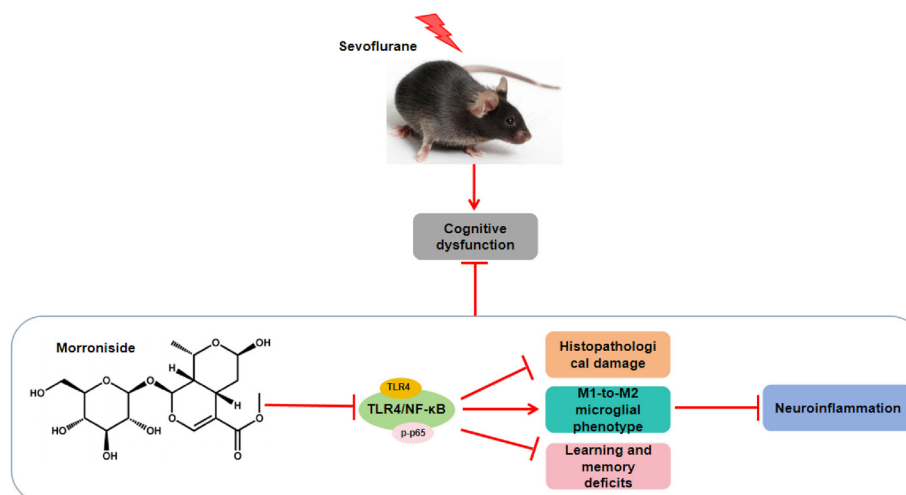 Sevoflurane
Cognitive
dysfunction
Morroniside
OH
HO
O
O
H
HO
O
O
H
O
HO
OH
OH
O
TLR4
TLR4/NF-κB
p-p65
Histopathologi
cal damage
M1-to-M2
microglial
phenotype
Learning and
memory
deficits
Neuroinflammation